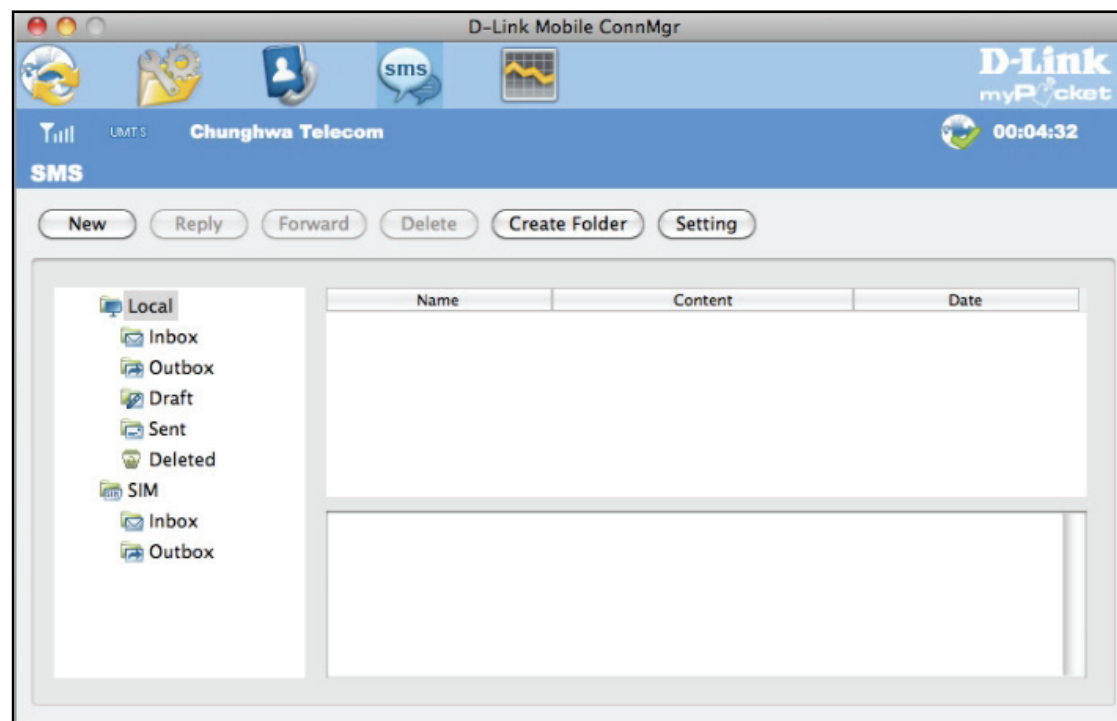 D-Link Mobile ConnMgr
sms
D-Link
myPocket
UMTS Chunghwa Telecom 00:04:32
SMS
New Reply Forward Delete Create Folder Setting
Name Content Date
Local
Inbox
Outbox
Draft
Sent
Deleted
SIM
Inbox
Outbox